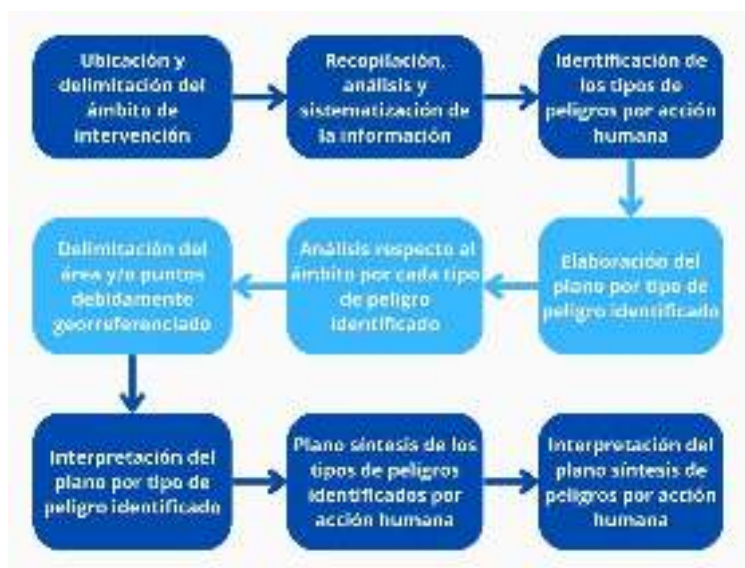 Ubicación y
delimitación del
ámbito de
intervención
Recopilación,
análisis y
sistematización de
la información
Identificación de
los tipos de
peligros por acción
humana
Elaboración del
plano por tipo de
peligro identificado
Análisis respecto al
ámbito por cada tipo
de peligro
identificado
Delimitación del
área y/o puntos
debidamente
georreferenciado
Interpretación del
plano por tipo de
peligro identificado
Plano síntesis de los
tipos de peligros
identificados por
acción humana
Interpretación del
plano síntesis de
peligros por acción
humana